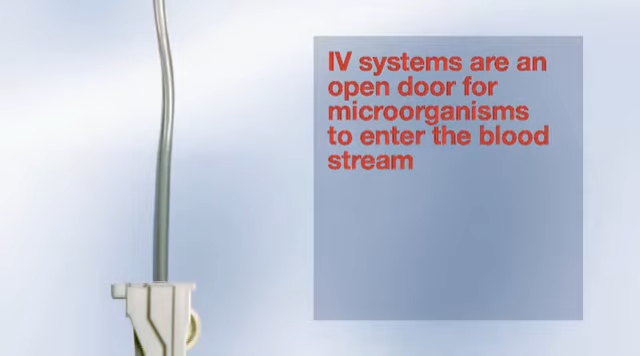 IV systems are an
open door for
microorganisms
to enter the blood
stream